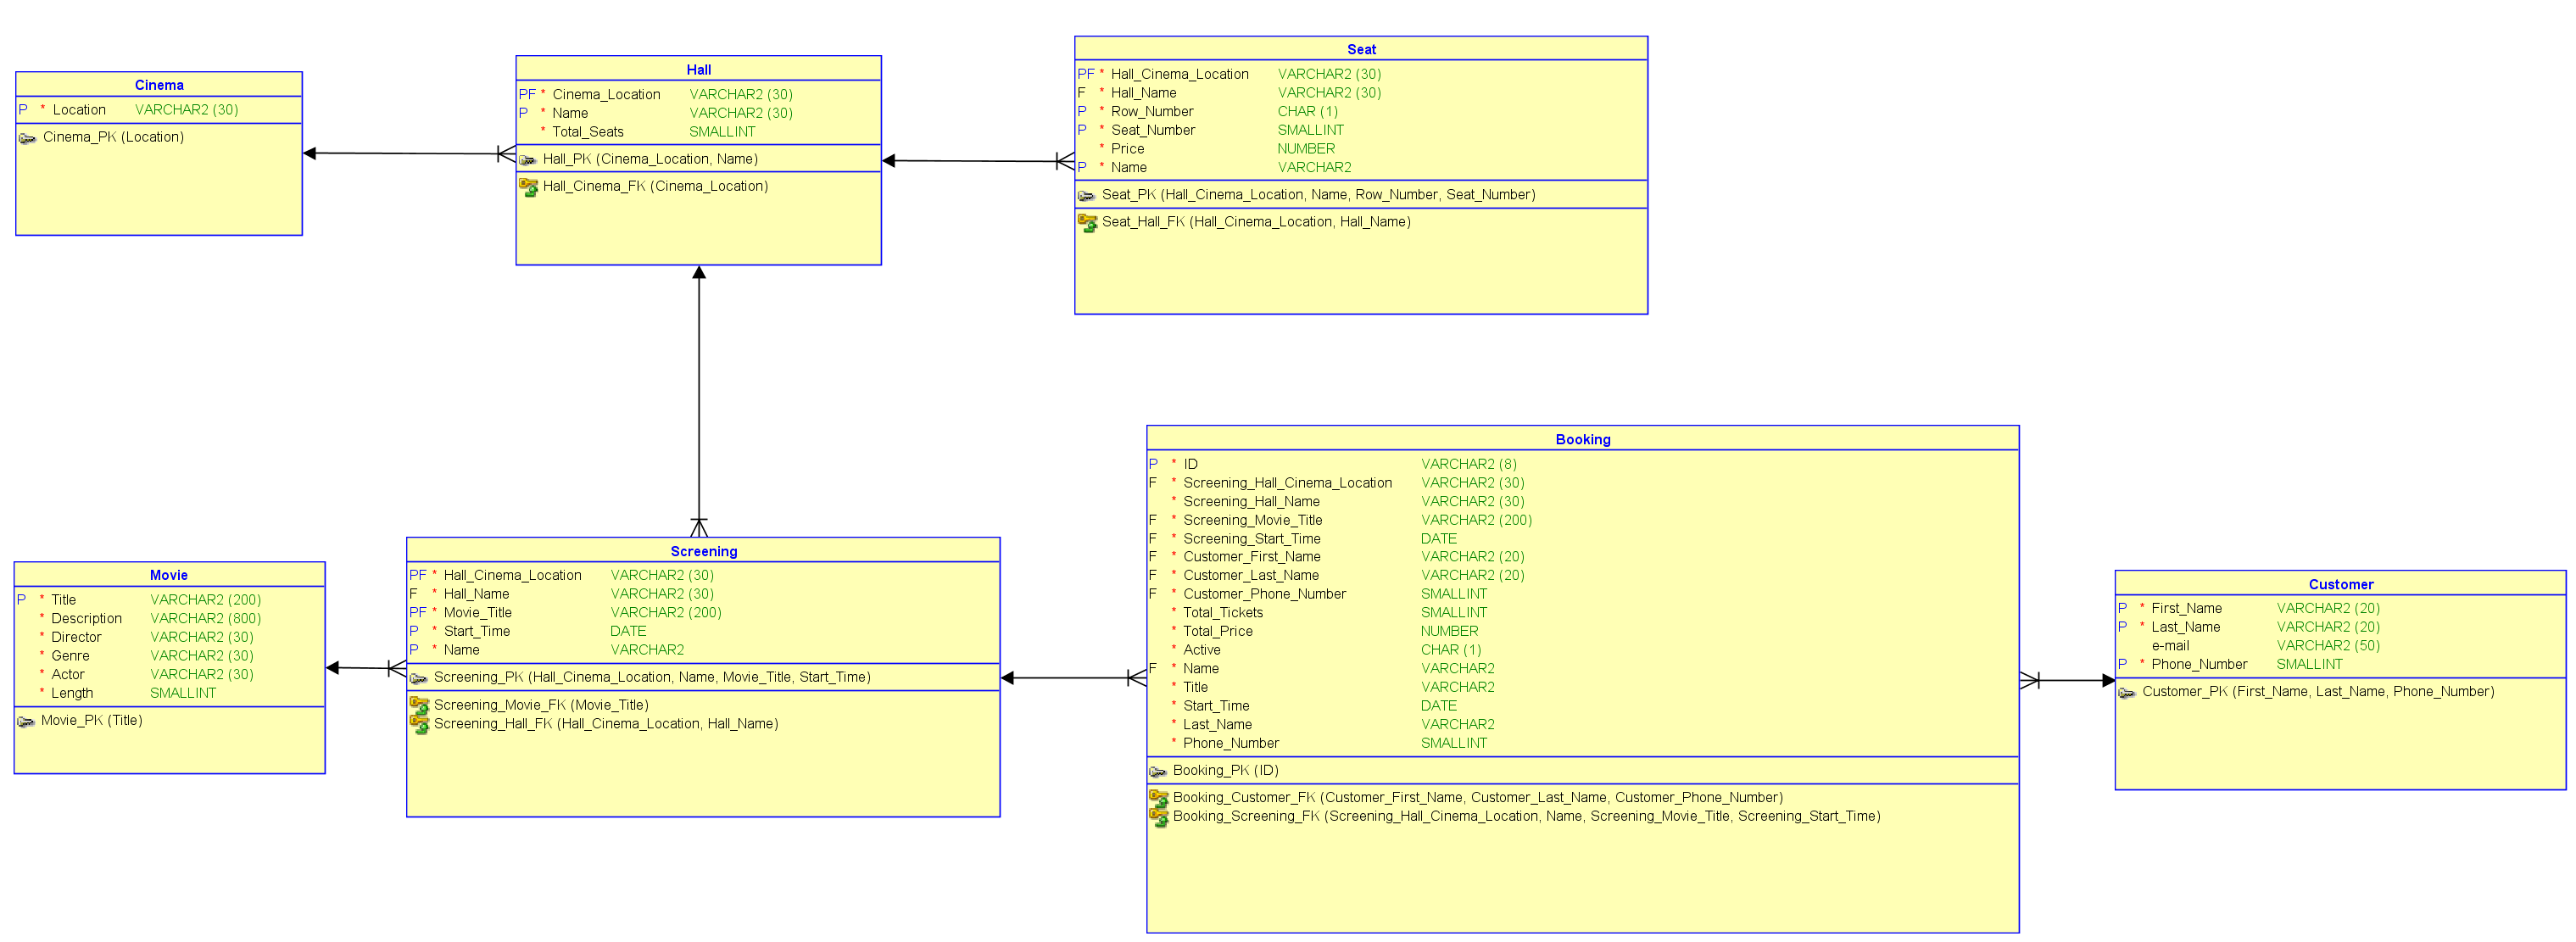 Cinema
P * Location VARCHAR2 (30)
Cinema_PK (Location)
Hall
PF * Cinema_Location VARCHAR2 (30)
P * Name VARCHAR2 (30)
* Total_Seats SMALLINT
Hall_PK (Cinema_Location, Name)
Hall_Cinema_FK (Cinema_Location)
Seat
PF * Hall_Cinema_Location VARCHAR2 (30)
F * Hall_Name VARCHAR2 (30)
P * Row_Number CHAR (1)
P * Seat_Number SMALLINT
* Price NUMBER
P * Name VARCHAR2
Seat_PK (Hall_Cinema_Location, Name, Row_Number, Seat_Number)
Seat_Hall_FK (Hall_Cinema_Location, Hall_Name)
Movie
P * Title VARCHAR2 (200)
* Description VARCHAR2 (800)
* Director VARCHAR2 (30)
* Genre VARCHAR2 (30)
* Actor VARCHAR2 (30)
* Length SMALLINT
Movie_PK (Title)
Screening
PF * Hall_Cinema_Location VARCHAR2 (30)
F * Hall_Name VARCHAR2 (30)
PF * Movie_Title VARCHAR2 (200)
P * Start_Time DATE
P * Name VARCHAR2
Screening_PK (Hall_Cinema_Location, Name, Movie_Title, Start_Time)
Screening_Movie_FK (Movie_Title)
Screening_Hall_FK (Hall_Cinema_Location, Hall_Name)
Booking
P * ID VARCHAR2 (8)
F * Screening_Hall_Cinema_Location VARCHAR2 (30)
* Screening_Hall_Name VARCHAR2 (30)
F * Screening_Movie_Title VARCHAR2 (200)
F * Screening_Start_Time DATE
F * Customer_First_Name VARCHAR2 (20)
F * Customer_Last_Name VARCHAR2 (20)
F * Customer_Phone_Number SMALLINT
* Total_Tickets SMALLINT
* Total_Price NUMBER
* Active CHAR (1)
F * Name VARCHAR2
* Title VARCHAR2
* Start_Time DATE
* Last_Name VARCHAR2
* Phone_Number SMALLINT
Booking_PK (ID)
Booking_Customer_FK (Customer_First_Name, Customer_Last_Name, Customer_Phone_Number)
Booking_Screening_FK (Screening_Hall_Cinema_Location, Name, Screening_Movie_Title, Screening_Start_Time)
Customer
P * First_Name VARCHAR2 (20)
P * Last_Name VARCHAR2 (20)
e-mail VARCHAR2 (50)
P * Phone_Number SMALLINT
Customer_PK (First_Name, Last_Name, Phone_Number)